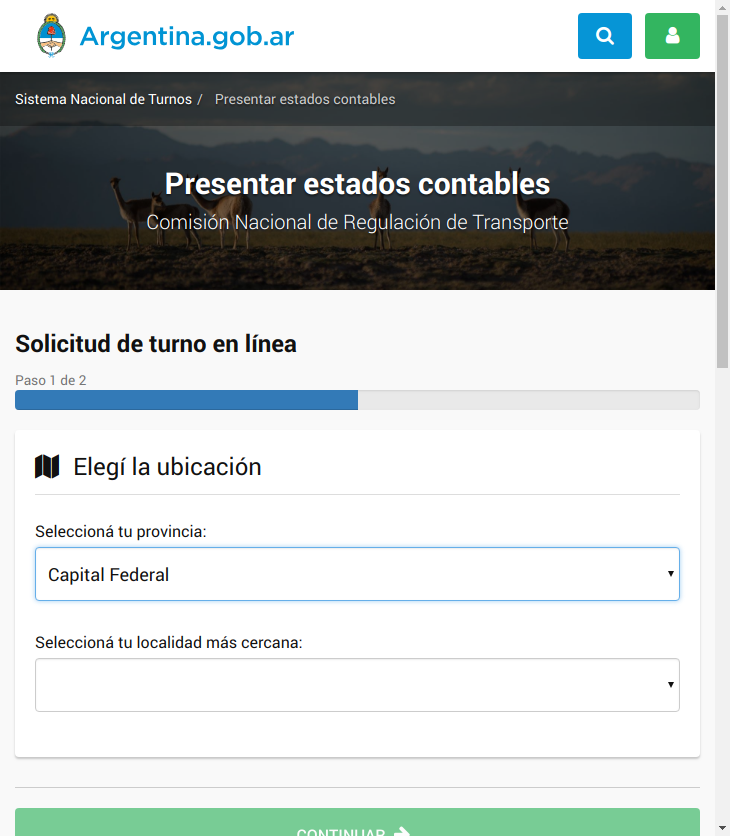 Argentina.gob.ar
Sistema Nacional de Turnos / Presentar estados contables
Presentar estados contables
Comisión Nacional de Regulación de Transporte
Solicitud de turno en línea
Paso 1 de 2
Elegí la ubicación
Seleccioná tu provincia:
Capital Federal
Seleccioná tu localidad más cercana:
CONTINUAR